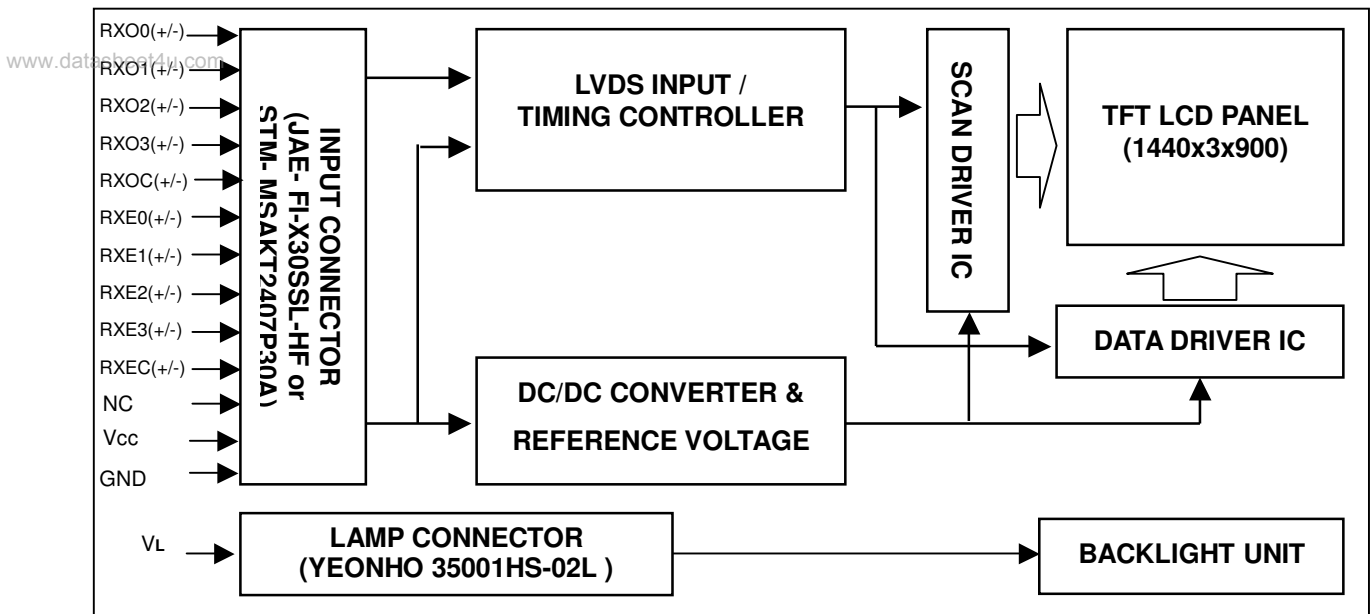 RXO0(+/-)
www.datasheet4u.com
RXO1(+/-)
RXO2(+/-)
RXO3(+/-)
RXOC(+/-)
RXE0(+/-)
RXE1(+/-)
RXE2(+/-)
RXE3(+/-)
RXEC(+/-)
NC
Vcc
GND
VL
INPUT CONNECTOR
(JAE- FI-X30SSL-HF or
STM- MSAKT2407P30A)
LVDS INPUT /
TIMING CONTROLLER
SCAN DRIVER IC
TFT LCD PANEL
(1440x3x900)
DATA DRIVER IC
DC/DC CONVERTER &
REFERENCE VOLTAGE
LAMP CONNECTOR
(YEONHO 35001HS-02L )
BACKLIGHT UNIT